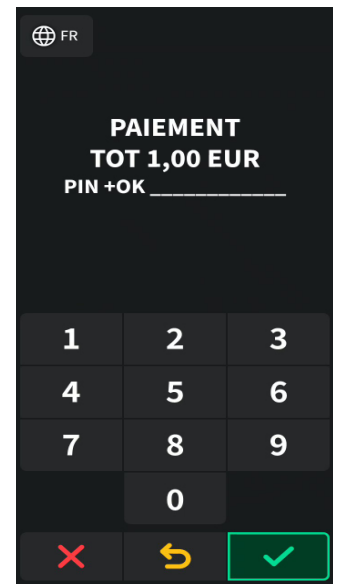 FR
PAIEMENT
TOT 1,00 EUR
PIN +OK ____________
1 2 3
4 5 6
7 8 9
0